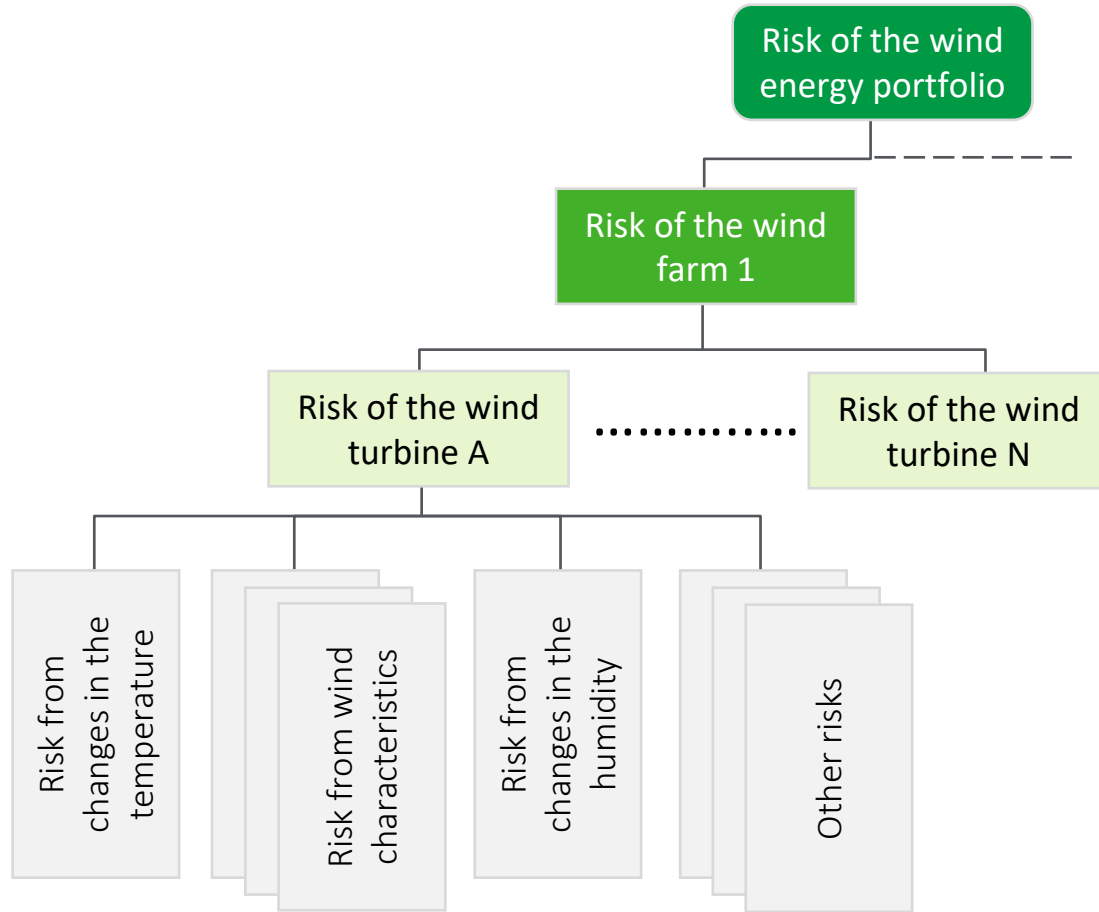 Risk of the wind
energy portfolio
Risk of the wind
farm 1
Risk of the wind
turbine A
Risk of the wind
turbine N
Risk from
changes in the
temperature
Risk from wind
characteristics
Risk from
changes in the
humidity
Other risks